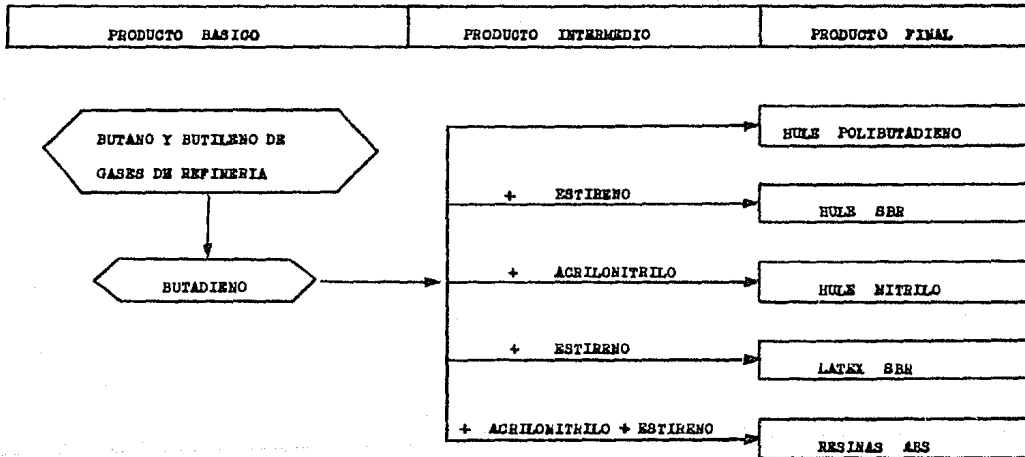 PRODUCTO BASICO
PRODUCTO INTERMEDIO
PRODUCTO FINAL
BUTANO Y BUTILENO DE
GASES DE REFINERIA
BUTADIENO
HULE POLIBUTADIENO
+ ESTIRENO
HULE SBR
+ ACRILONITRILO
HULE NITRILO
+ ESTIRENO
LATEX SBR
+ ACRILONITRILO + ESTIRENO
RESINAS ABS